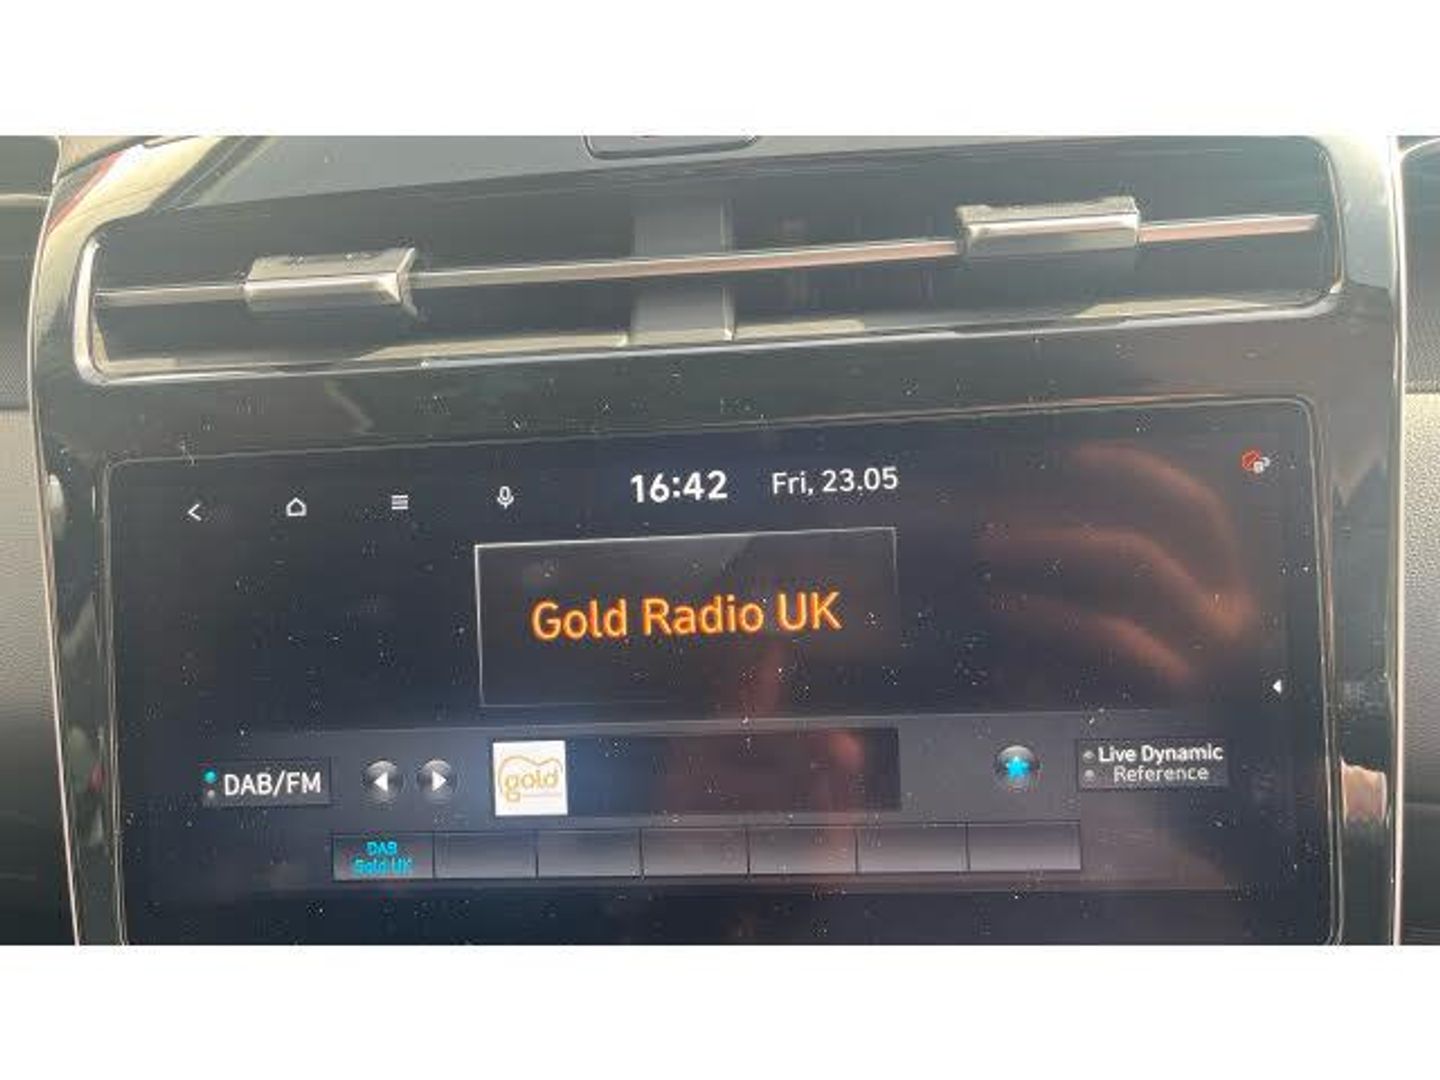 16:42 Fri, 23.05
Gold Radio UK
DAB/FM
gold
Live Dynamic
Reference
DAB
Gold UK